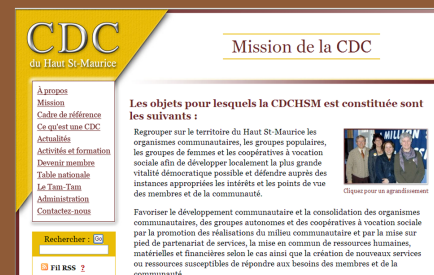 CDC
du Haut St-Maurice
Mission de la CDC
À propos
Mission
Cadre de référence
Ce qu'est une CDC
Actualités
Activités et formation
Devenir membre
Table nationale
Le Tam-Tam
Administration
Contactez-nous
Rechercher : Go
Fil RSS ?
Les objets pour lesquels la CDCHSM est constituée sont
les suivants :
Regrouper sur le territoire du Haut St-Maurice les
organismes communautaires, les groupes populaires,
les groupes de femmes et les coopératives à vocation
sociale afin de développer localement la plus grande
vitalité démocratique possible et défendre auprès des
instances appropriées les intérêts et les points de vue
des membres et de la communauté.
MILLION
Cliquez pour un agrandissement
Favoriser le développement communautaire et la consolidation des organismes
communautaires, des groupes autonomes et des coopératives à vocation sociale
par la promotion des réalisations du milieu communautaire et par la mise sur
pied de partenariat de services, la mise en commun de ressources humaines,
matérielles et financières selon le cas ainsi que la création de nouveaux services
ou ressources susceptibles de répondre aux besoins des membres et de la
communauté.